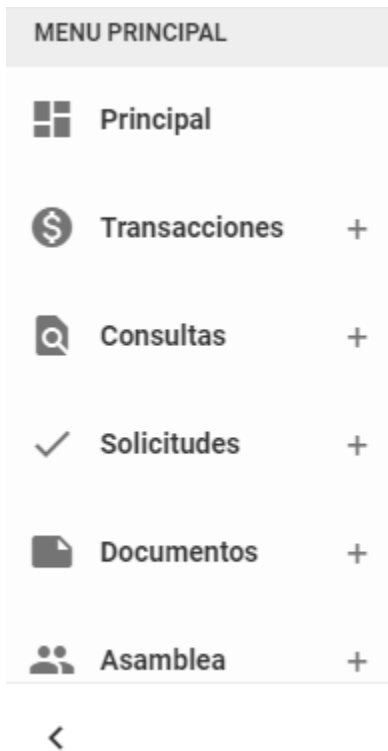 MENU PRINCIPAL
Principal
Transacciones +
Consultas +
Solicitudes +
Documentos +
Asamblea +